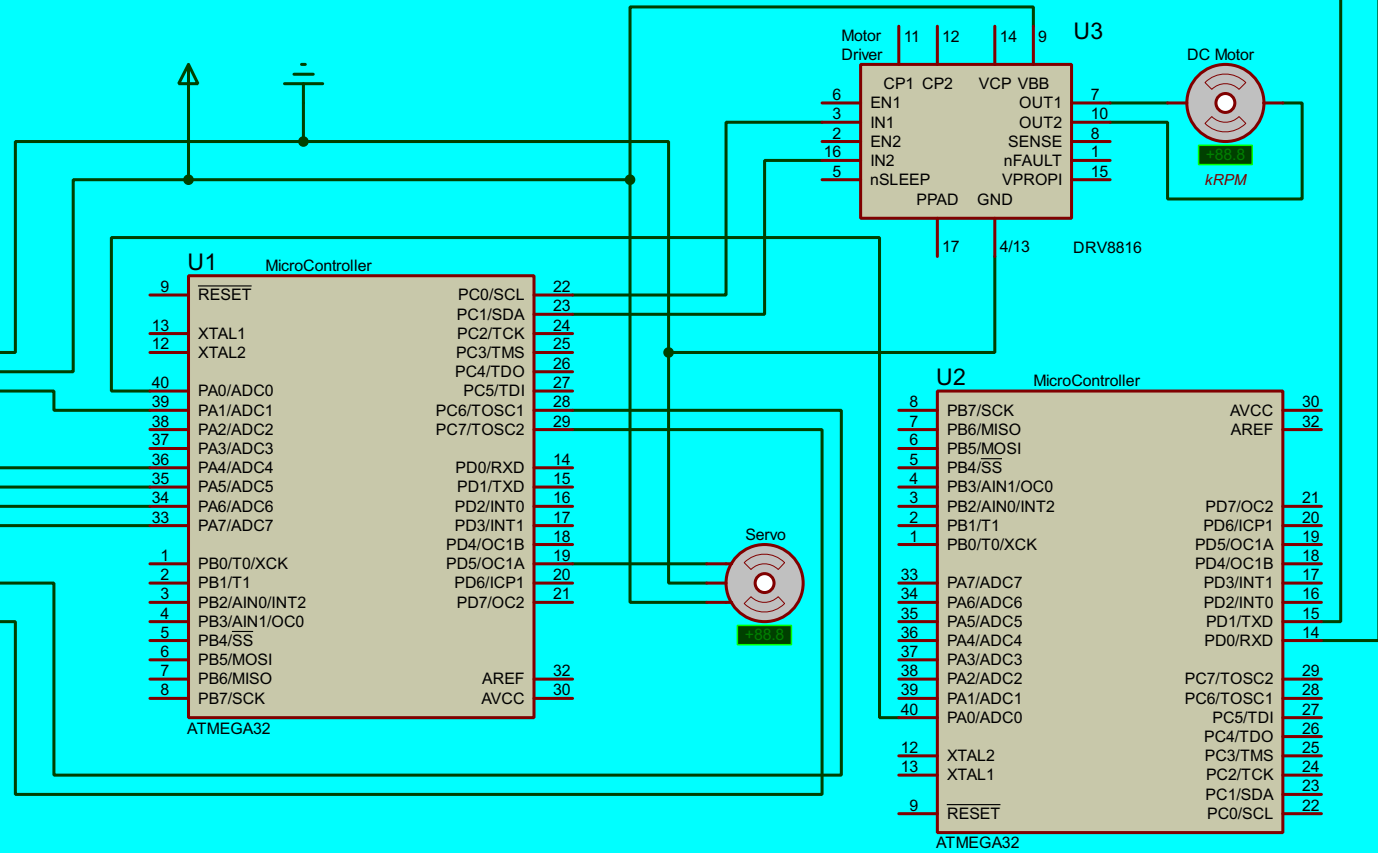 U3
Motor
Driver
11 12 14 9
DC Motor
CP1 CP2 VCP VBB
6 EN1 OUT1 7
3 IN1 OUT2 10
2 EN2 SENSE 8
16 IN2 nFAULT 1
5 nSLEEP VPROPI 15
+88.8
kRPM
PPAD GND
17 4/13
DRV8816
U1
MicroController
9 RESET PC0/SCL 22
PC1/SDA 23
13 XTAL1 PC2/TCK 24
12 XTAL2 PC3/TMS 25
PC4/TDO 26
40 PA0/ADC0 PC5/TDI 27
39 PA1/ADC1 PC6/TOSC1 28
38 PA2/ADC2 PC7/TOSC2 29
37 PA3/ADC3
36 PA4/ADC4 PD0/RXD 14
35 PA5/ADC5 PD1/TXD 15
34 PA6/ADC6 PD2/INT0 16
33 PA7/ADC7 PD3/INT1 17
PD4/OC1B 18
1 PB0/T0/XCK PD5/OC1A 19
2 PB1/T1 PD6/ICP1 20
3 PB2/AIN0/INT2 PD7/OC2 21
4 PB3/AIN1/OC0
5 PB4/SS
6 PB5/MOSI
7 PB6/MISO AREF 32
8 PB7/SCK AVCC 30
ATMEGA32
Servo
+88.8
U2
MicroController
8 PB7/SCK AVCC 30
7 PB6/MISO AREF 32
6 PB5/MOSI
5 PB4/SS
4 PB3/AIN1/OC0
3 PB2/AIN0/INT2 PD7/OC2 21
2 PB1/T1 PD6/ICP1 20
1 PB0/T0/XCK PD5/OC1A 19
PD4/OC1B 18
33 PA7/ADC7 PD3/INT1 17
34 PA6/ADC6 PD2/INT0 16
35 PA5/ADC5 PD1/TXD 15
36 PA4/ADC4 PD0/RXD 14
37 PA3/ADC3
38 PA2/ADC2 PC7/TOSC2 29
39 PA1/ADC1 PC6/TOSC1 28
40 PA0/ADC0 PC5/TDI 27
PC4/TDO 26
12 XTAL2 PC3/TMS 25
13 XTAL1 PC2/TCK 24
PC1/SDA 23
9 RESET PC0/SCL 22
ATMEGA32